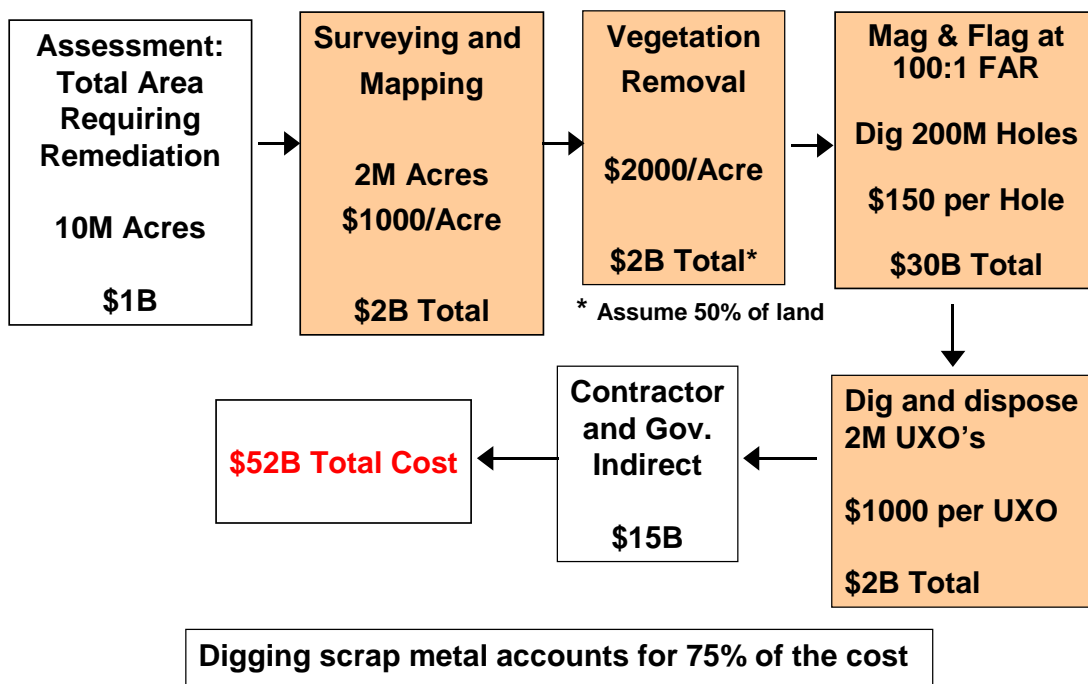 Assessment:
Total Area
Requiring
Remediation
10M Acres
$1B
Surveying and
Mapping
2M Acres
$1000/Acre
$2B Total
Vegetation
Removal
$2000/Acre
$2B Total*
* Assume 50% of land
Mag & Flag at
100:1 FAR
Dig 200M Holes
$150 per Hole
$30B Total
Dig and dispose
2M UXO's
$1000 per UXO
$2B Total
Contractor
and Gov.
Indirect
$15B
$52B Total Cost
Digging scrap metal accounts for 75% of the cost